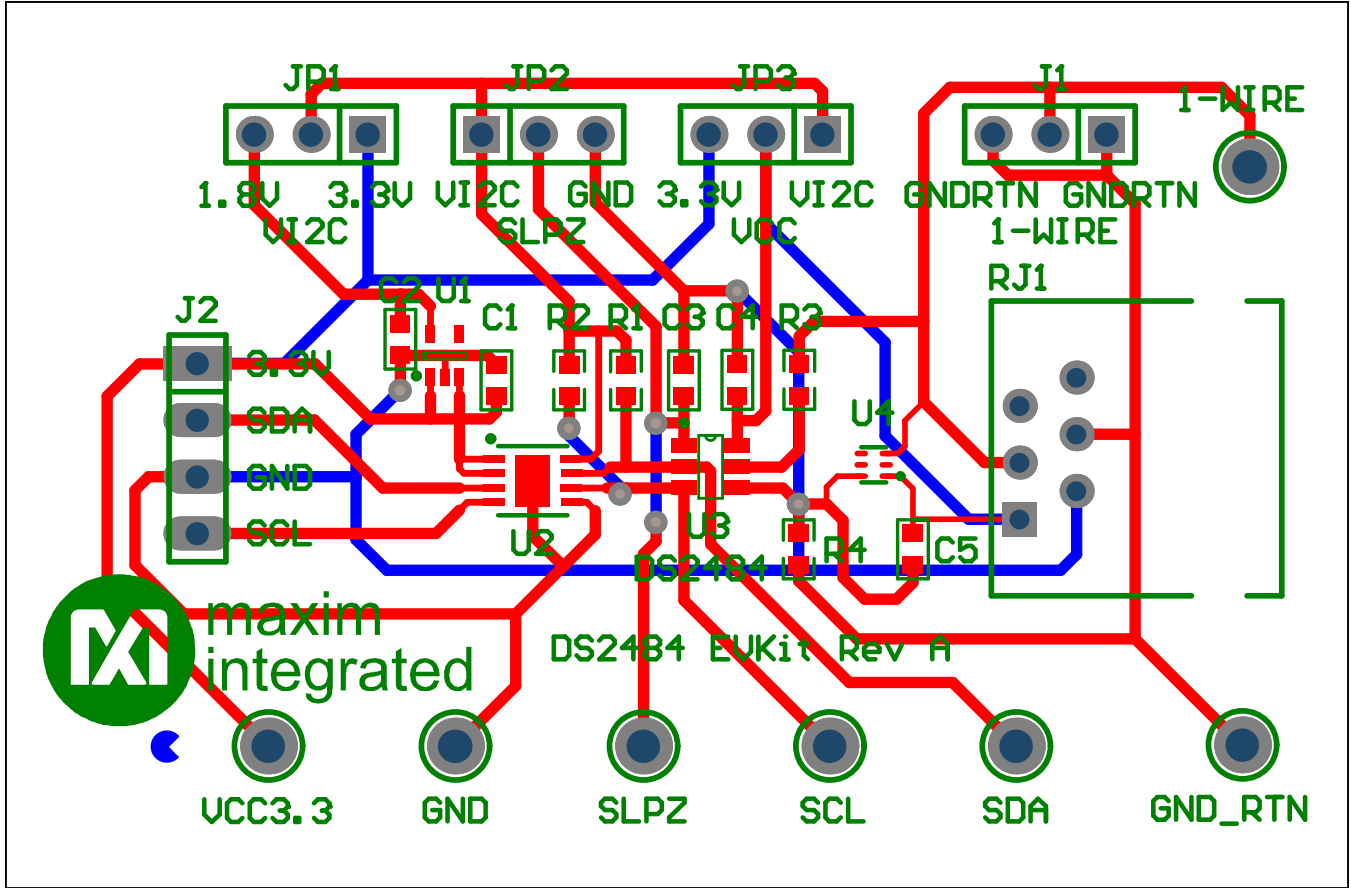 JP1 JP2 JP3 J1
1-WIRE
1.8V 3.3V VI2C GND 3.3V VI2C GNDRTN GNDRTN
VI2C SLPZ VOC 1-WIRE
RJ1
C2 U1
J2 C1 R2 R1 C3 C4 R3
3.3V
SDA U4
GND
SCL U2 U3 R4 C5
DS2484
maxim
integrated
DS2484 EVKit Rev A
VCC3.3 GND SLPZ SCL SDA GND_RTN